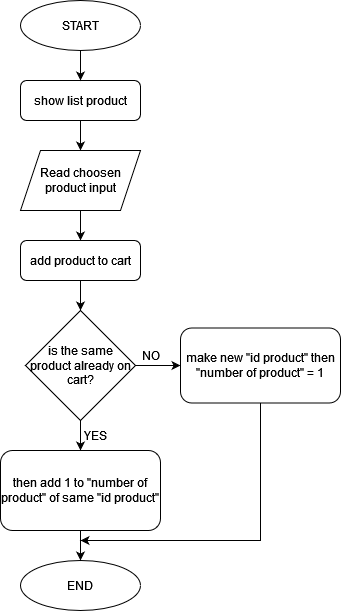 START
show list product
Read choosen
product input
add product to cart
is the same
product already on
cart?
NO
make new "id product" then
"number of product" = 1
YES
then add 1 to "number of
product" of same "id product"
END